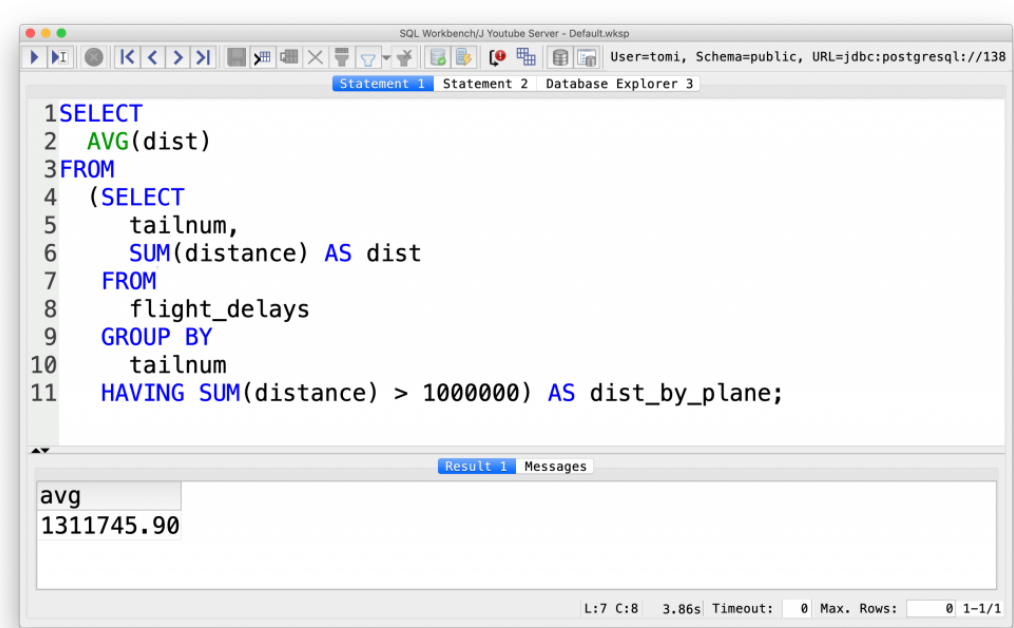 SQL Workbench/J Youtube Server - Default.wksp
User=tomi, Schema=public, URL=jdbc:postgresql://138
Statement 1 Statement 2 Database Explorer 3
1 SELECT
2 AVG(dist)
3 FROM
4 (SELECT
5 tailnum,
6 SUM(distance) AS dist
7 FROM
8 flight_delays
9 GROUP BY
10 tailnum
11 HAVING SUM(distance) > 1000000) AS dist_by_plane;
Result 1 Messages
avg
1311745.90
L:7 C:8 3.86s Timeout: 0 Max. Rows: 0 1-1/1